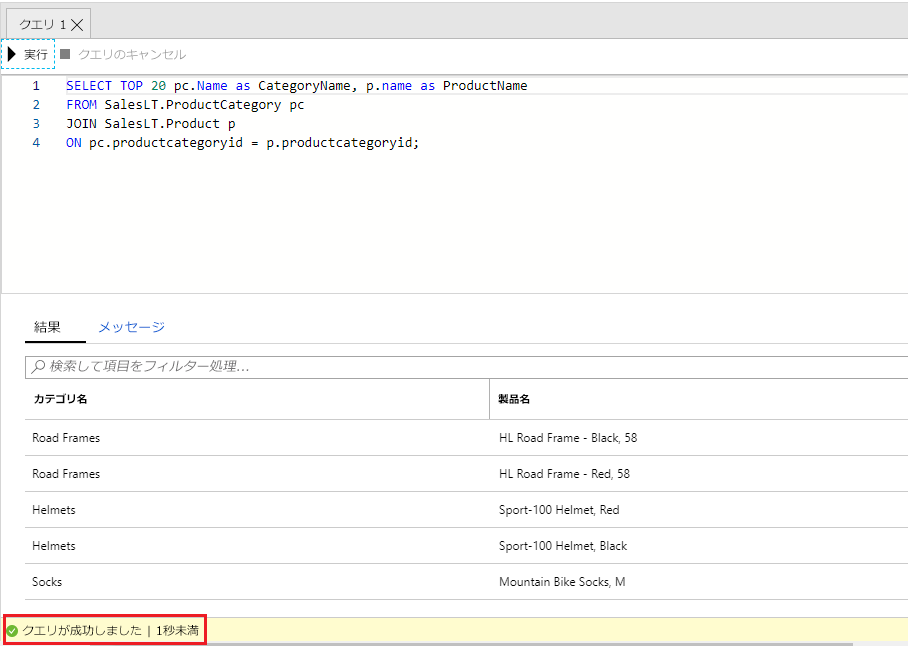 クエリ 1
実行 クエリのキャンセル
1 SELECT TOP 20 pc.Name as CategoryName, p.name as ProductName
2 FROM SalesLT.ProductCategory pc
3 JOIN SalesLT.Product p
4 ON pc.productcategoryid = p.productcategoryid;
結果 メッセージ
検索して項目をフィルター処理...
カテゴリ名 製品名
Road Frames HL Road Frame - Black, 58
Road Frames HL Road Frame - Red, 58
Helmets Sport-100 Helmet, Red
Helmets Sport-100 Helmet, Black
Socks Mountain Bike Socks, M
クエリが成功しました | 1秒未満